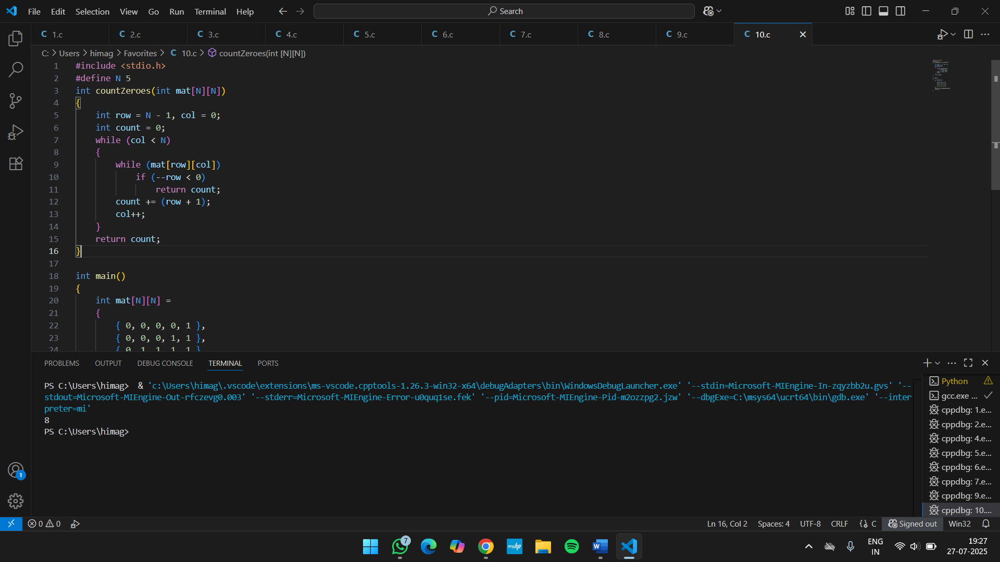 File Edit Selection View Go Run Terminal Help
Search
C 1.c C 2.c C 3.c C 4.c C 5.c C 6.c C 7.c C 8.c C 9.c C 10.c
C: > Users > himag > Favorites > C 10.c > countZeroes(int [N][N])
1 #include <stdio.h>
2 #define N 5
3 int countZeroes(int mat[N][N])
4 {
5 int row = N - 1, col = 0;
6 int count = 0;
7 while (col < N)
8 {
9 while (mat[row][col])
10 if (--row < 0)
11 return count;
12 count += (row + 1);
13 col++;
14 }
15 return count;
16 }
17
18 int main()
19 {
20 int mat[N][N] =
21 {
22 { 0, 0, 0, 0, 1 },
23 { 0, 0, 0, 1, 1 },
24 { 0, 1, 1, 1, 1 }
PROBLEMS OUTPUT DEBUG CONSOLE TERMINAL PORTS
PS C:\Users\himag>  & 'c:\Users\himag\.vscode\extensions\ms-vscode.cpptools-1.26.3-win32-x64\debugAdapters\bin\WindowsDebugLauncher.exe' '--stdin=Microsoft-MIEngine-In-zqyzbb2u.gvs' '--
stdout=Microsoft-MIEngine-Out-rfczevg0.003' '--stderr=Microsoft-MIEngine-Error-u0quq1se.fek' '--pid=Microsoft-MIEngine-Pid-m2ozzpg2.jzw' '--dbgExe=C:\msys64\ucrt64\bin\gdb.exe' '--inter
preter=mi'
8
PS C:\Users\himag>
Python
gcc.exe ...
cppdbg: 1.e...
cppdbg: 2.e...
cppdbg: 4.e...
cppdbg: 5.e...
cppdbg: 6.e...
cppdbg: 7.e...
cppdbg: 9.e...
cppdbg: 10....
1
0 0 Ln 16, Col 2 Spaces: 4 UTF-8 CRLF {} C Signed out Win32
7 myhp W ENG 19:27
IN 27-07-2025